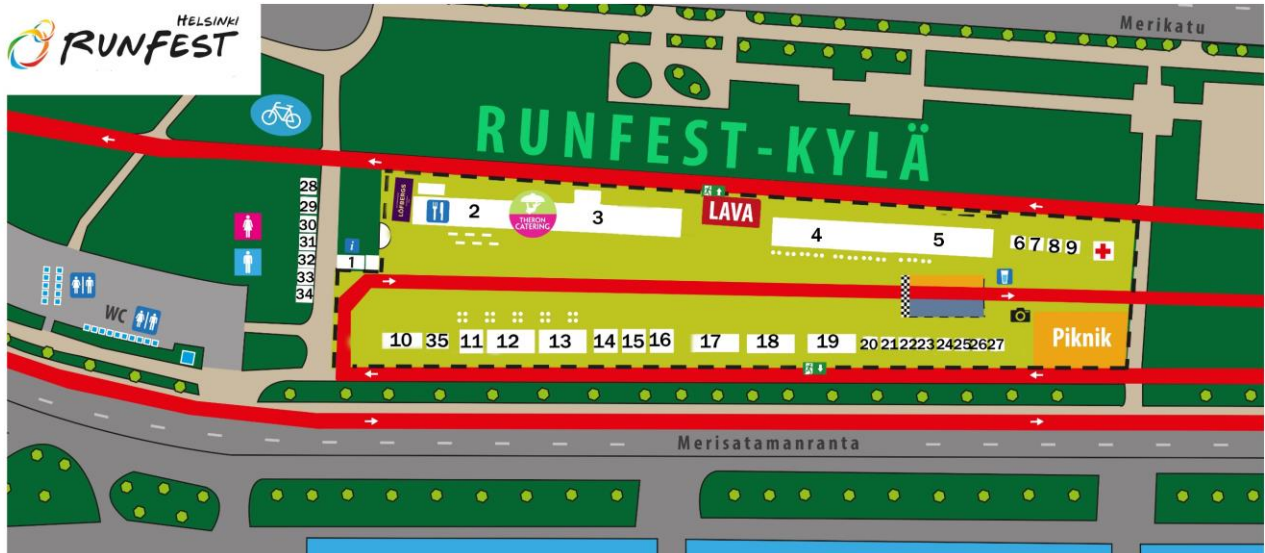 HELSINKI
RUNFEST
Merikatu
RUNFEST-KYLÄ
28
29
30
31
32
33
34
LÖFBERGS
2
THERON
CATERING
3
LAVA
4
5
6 7 8 9
i
1
WC
10 35 11 12 13 14 15 16 17 18 19 20 21 22 23 24 25 26 27
Piknik
Merisatamanranta